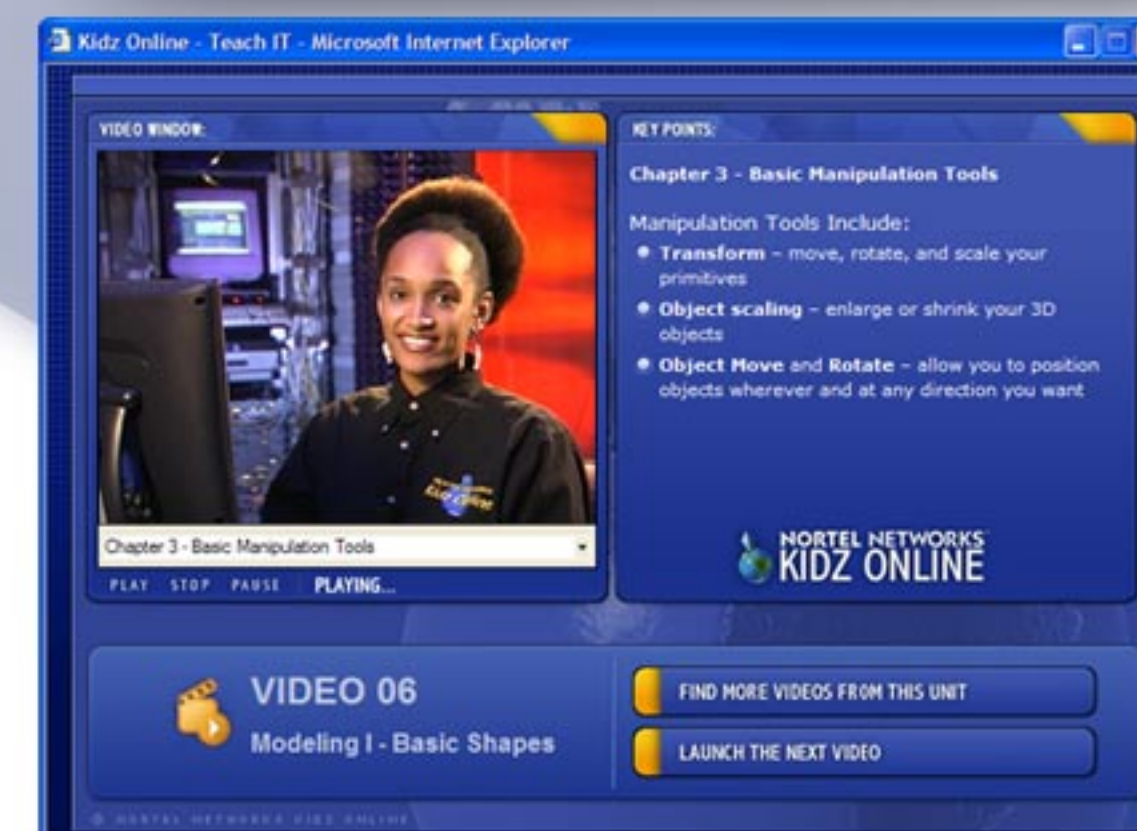 Kidz Online - Teach IT - Microsoft Internet Explorer
VIDEO WINDOW:
Chapter 3 - Basic Manipulation Tools
PLAY STOP PAUSE PLAYING...
KEY POINTS:
Chapter 3 - Basic Manipulation Tools
Manipulation Tools Include:
Transform – move, rotate, and scale your
primitives
Object scaling – enlarge or shrink your 3D
objects
Object Move and Rotate – allow you to position
objects wherever and at any direction you want
NORTEL NETWORKS
KIDZ ONLINE
VIDEO 06
Modeling I - Basic Shapes
FIND MORE VIDEOS FROM THIS UNIT
LAUNCH THE NEXT VIDEO
© NORTEL NETWORKS KIDZ ONLINE